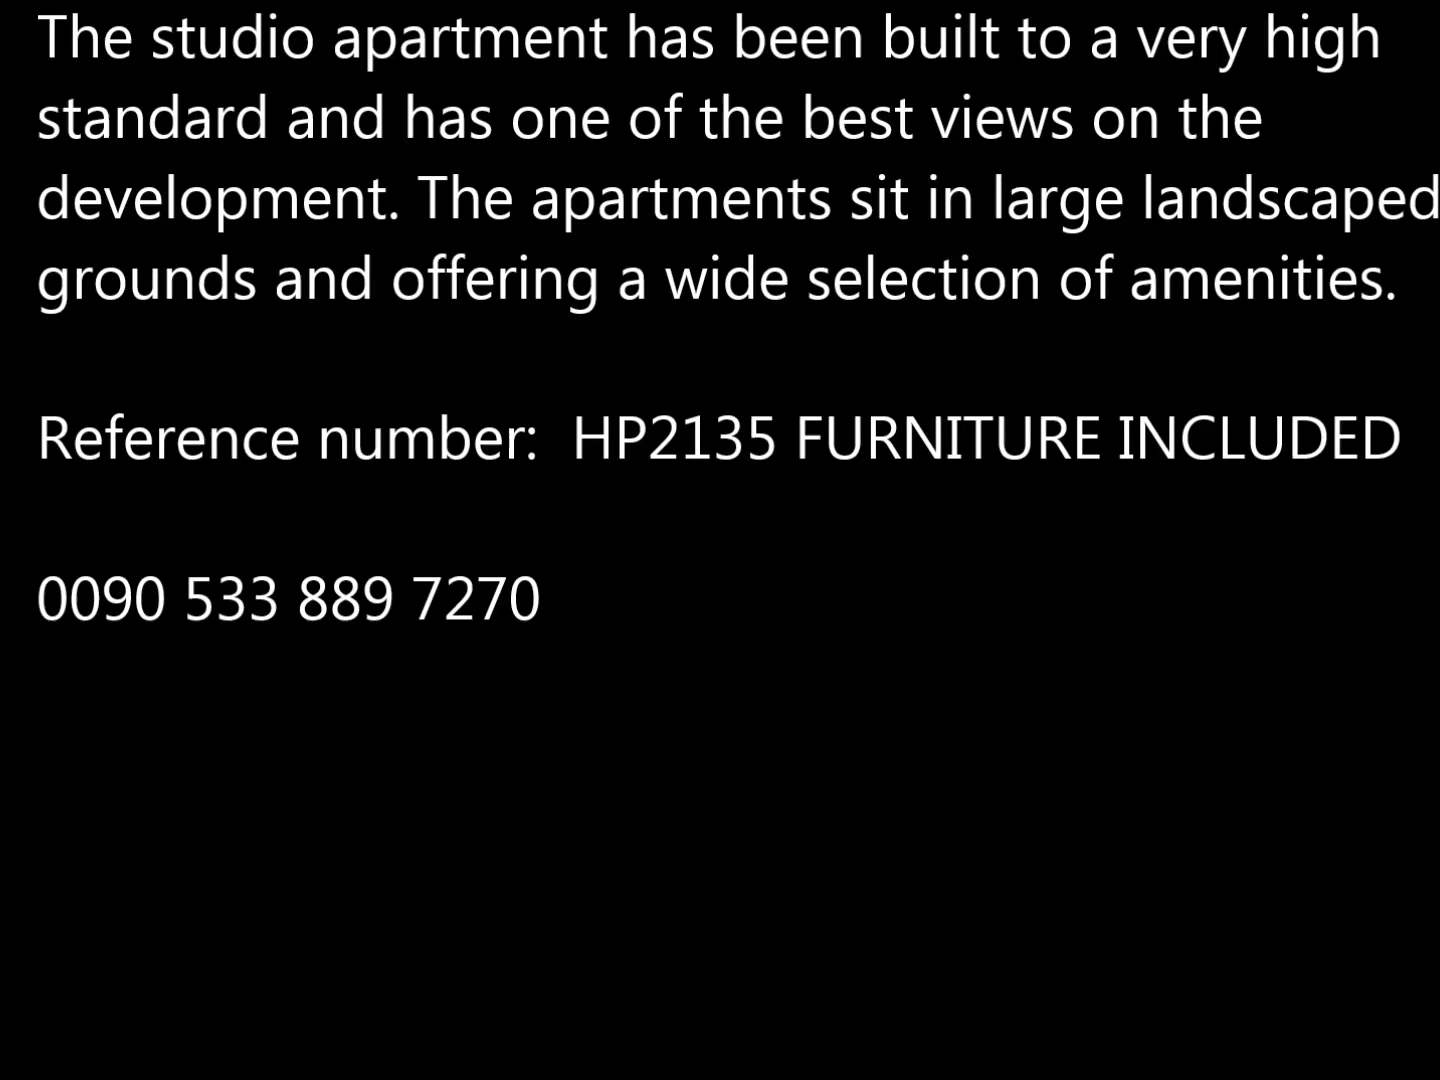 The studio apartment has been built to a very high
standard and has one of the best views on the
development. The apartments sit in large landscaped
grounds and offering a wide selection of amenities.
Reference number:  HP2135 FURNITURE INCLUDED
0090 533 889 7270